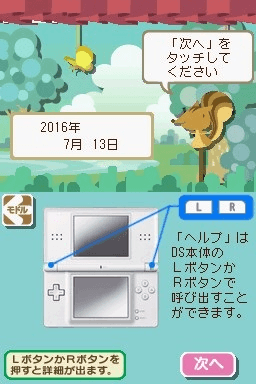 「次へ」を
タッチして
ください
2016年
7月 13日
モドル
L R
「ヘルプ」は
DS本体の
Lボタンか
Rボタンで
呼び出すこと
ができます。
LボタンかRボタンを
押すと詳細が出ます。
次へ